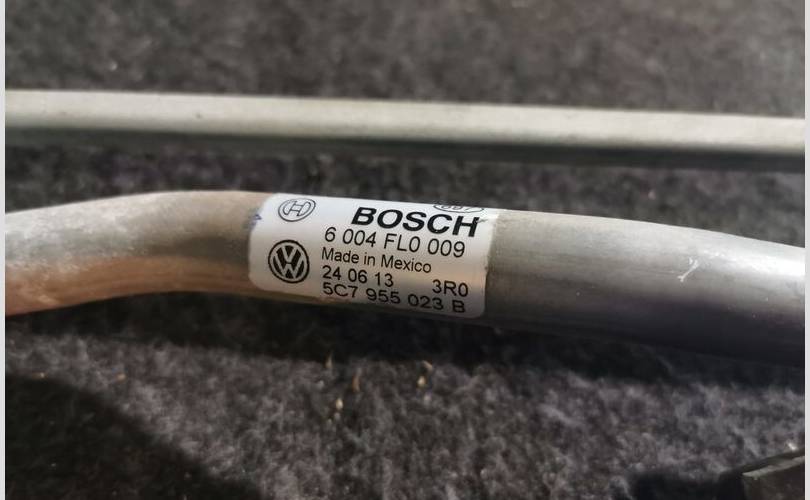 BOSCH
6 004 FL0 009
Made in Mexico
24 06 13 3R0
5C7 955 023 B